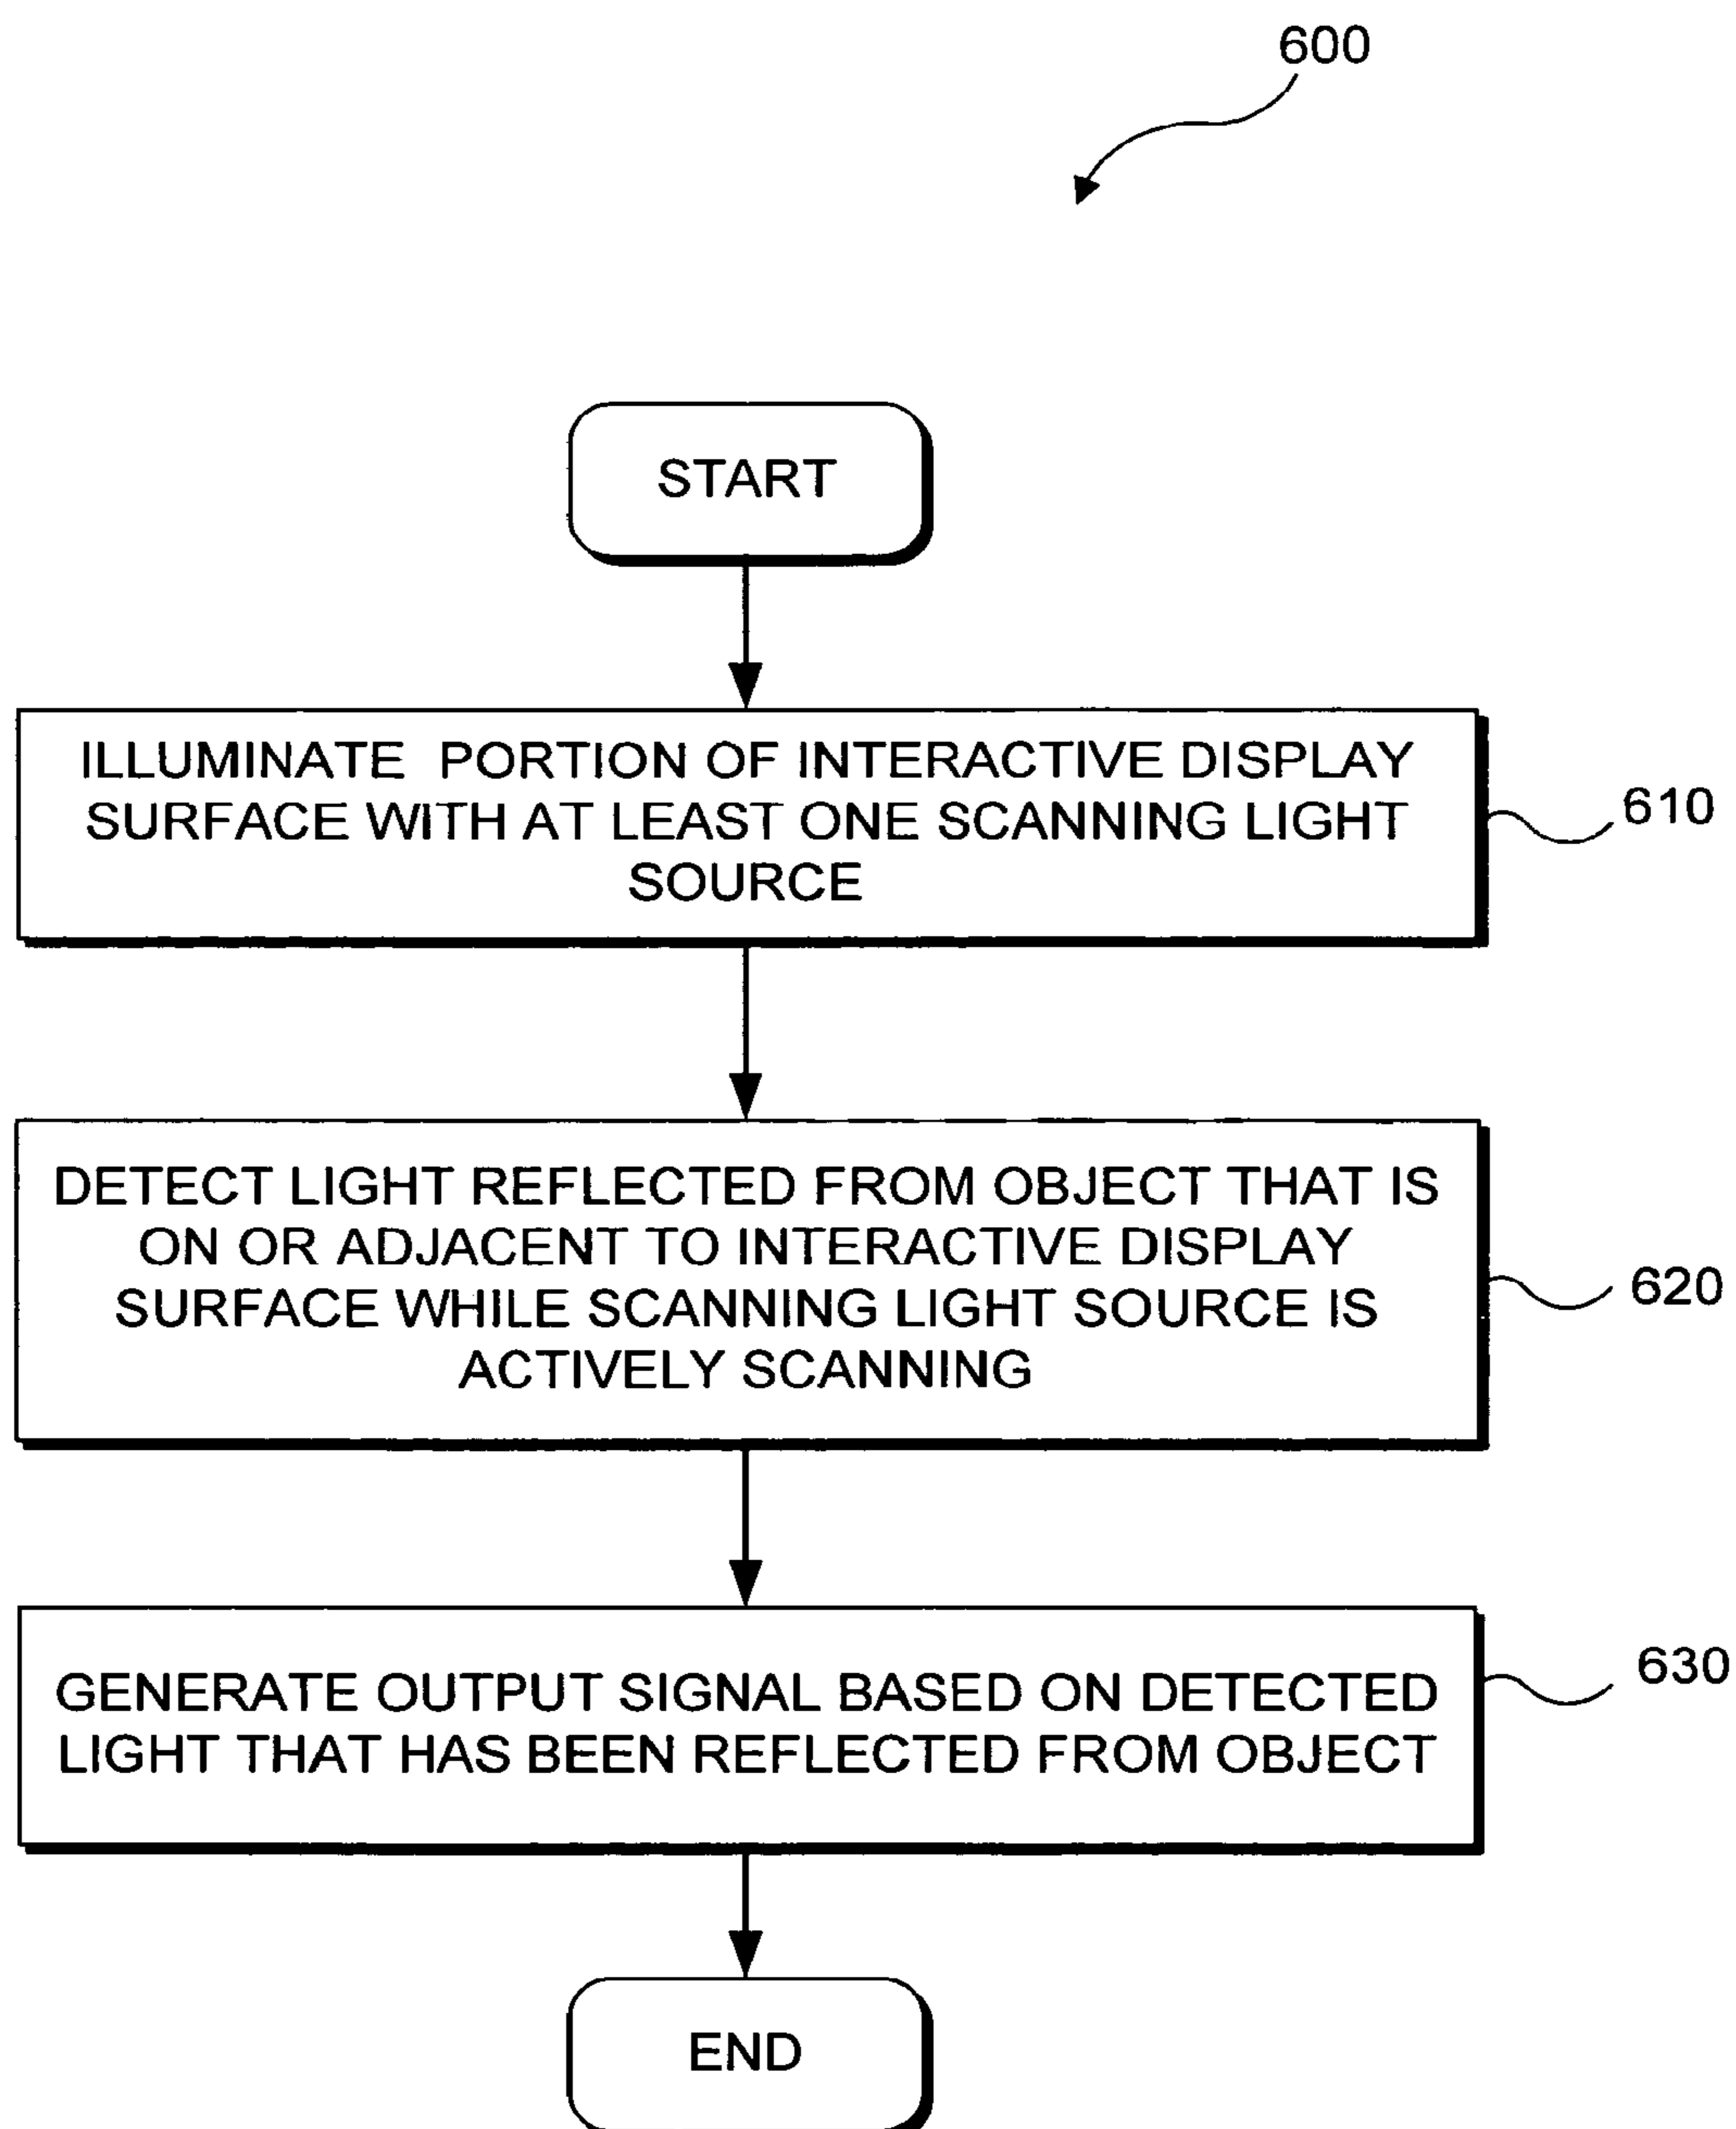 600
START
ILLUMINATE PORTION OF INTERACTIVE DISPLAY
SURFACE WITH AT LEAST ONE SCANNING LIGHT
SOURCE
610
DETECT LIGHT REFLECTED FROM OBJECT THAT IS
ON OR ADJACENT TO INTERACTIVE DISPLAY
SURFACE WHILE SCANNING LIGHT SOURCE IS
ACTIVELY SCANNING
620
GENERATE OUTPUT SIGNAL BASED ON DETECTED
LIGHT THAT HAS BEEN REFLECTED FROM OBJECT
630
END